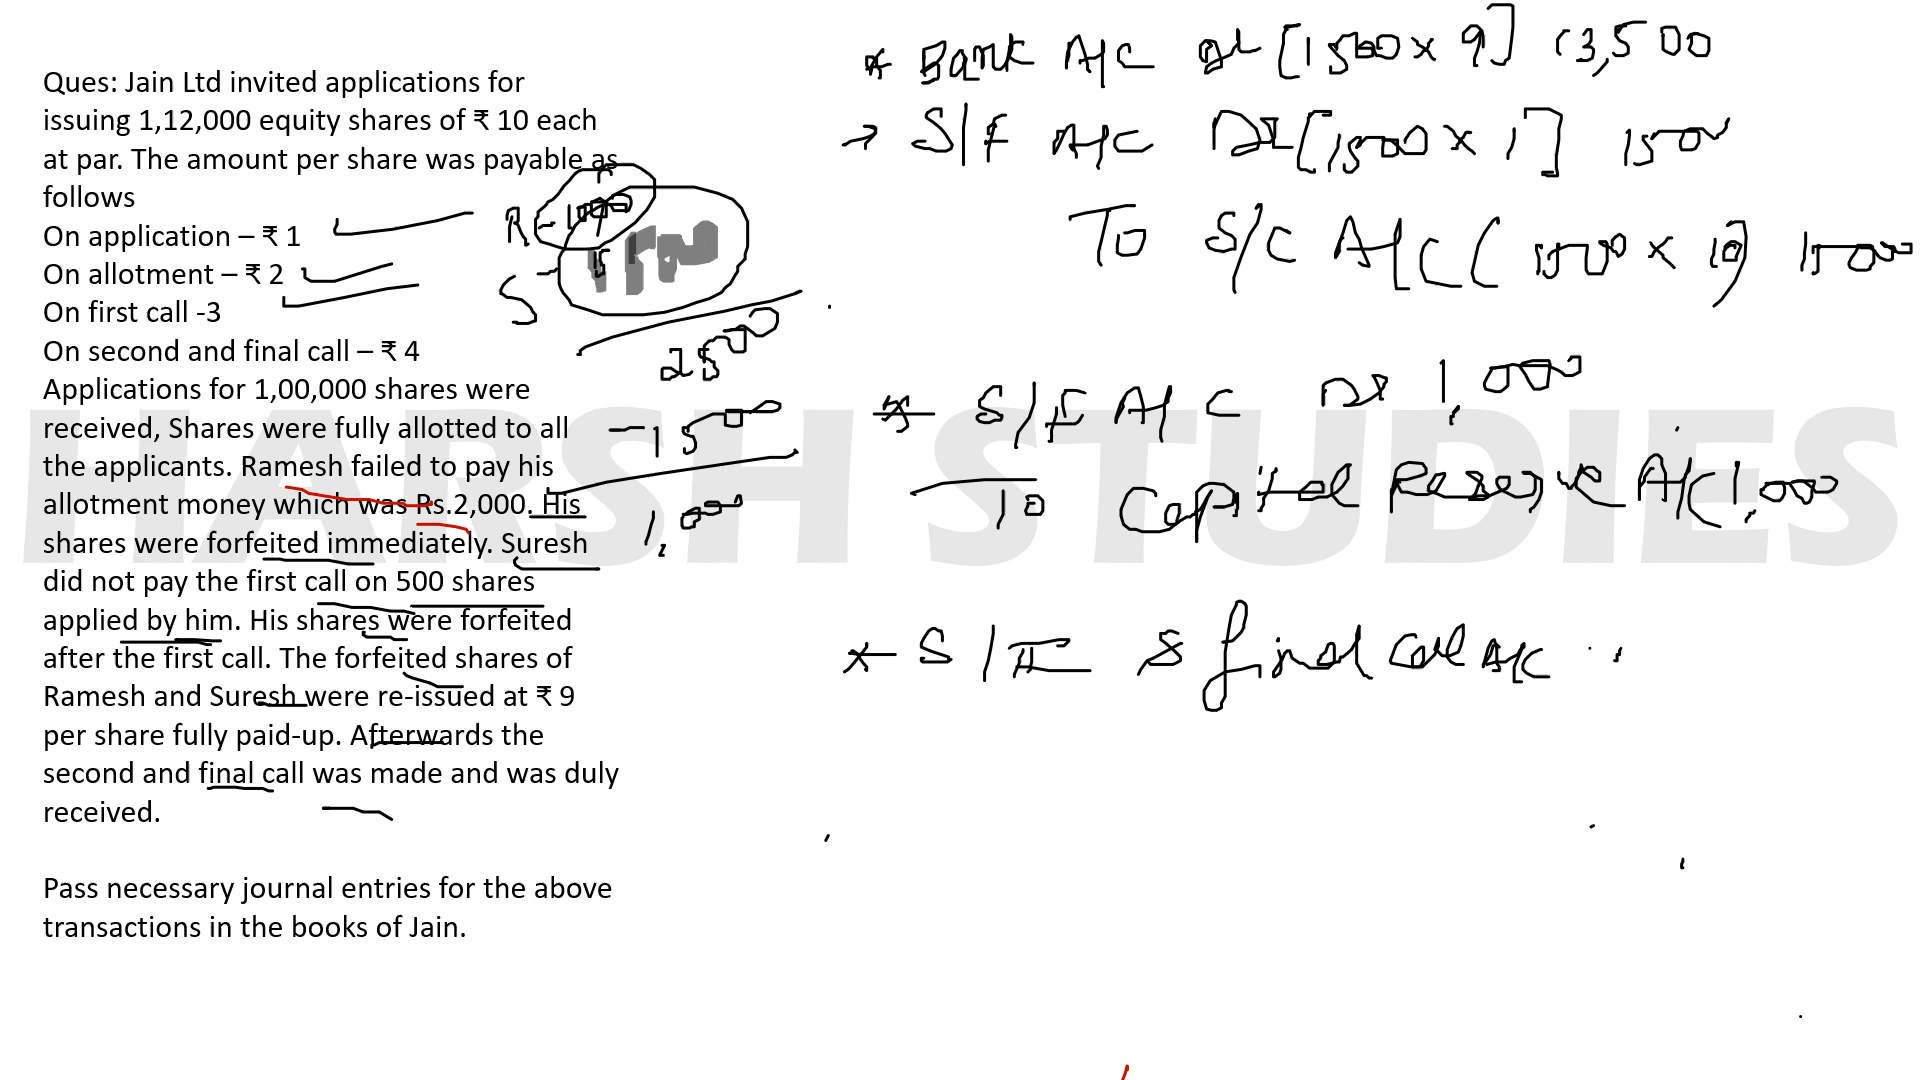 Ques: Jain Ltd invited applications for
issuing 1,12,000 equity shares of ₹ 10 each
at par. The amount per share was payable as
follows
On application – ₹ 1
On allotment – ₹ 2
On first call -3
On second and final call – ₹ 4
Applications for 1,00,000 shares were
received, Shares were fully allotted to all
the applicants. Ramesh failed to pay his
allotment money which was Rs.2,000. His
shares were forfeited immediately. Suresh
did not pay the first call on 500 shares
applied by him. His shares were forfeited
after the first call. The forfeited shares of
Ramesh and Suresh were re-issued at ₹ 9
per share fully paid-up. Afterwards the
second and final call was made and was duly
received.
Pass necessary journal entries for the above
transactions in the books of Jain.
R - 1000
S -
2500
- 1500
1,000
* Bank A/C Dr [1500 x 9] 13,500
→ S/F A/C Dr [1500 x 1] 1500
To S/C A/C (1500 x 10) 15000
* S/F A/C Dr 1,000
To Capital Reserve A/C 1,000
* S/II & final Call A/C
HARSH STUDIES